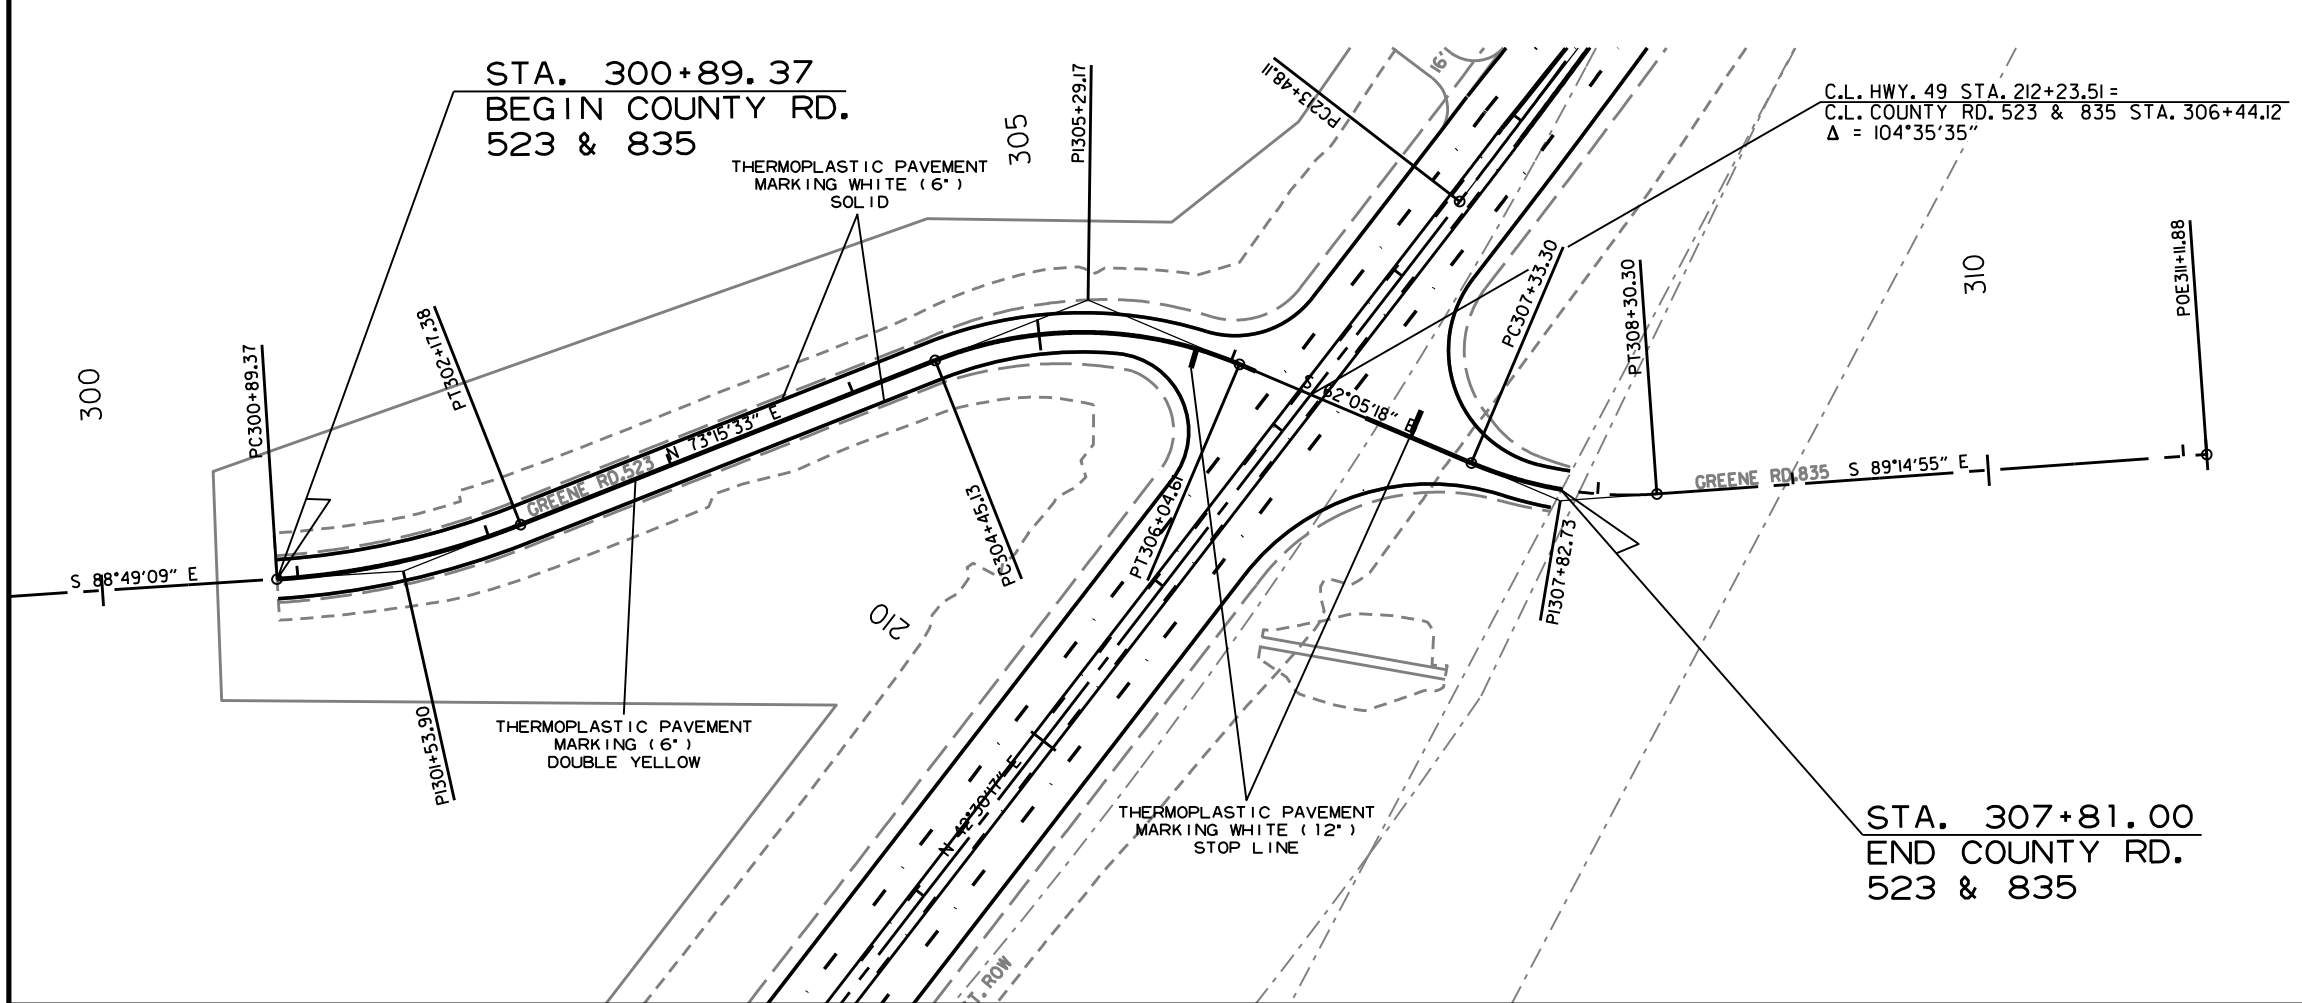 STA. 300+89.37
BEGIN COUNTY RD.
523 & 835
THERMOPLASTIC PAVEMENT
MARKING WHITE (6")
SOLID
305
PI305+29.17
PC213+48.11
16'
C.L. HWY. 49 STA. 212+23.51 =
C.L. COUNTY RD. 523 & 835 STA. 306+44.12
Δ = 104°35'35"
300
PC300+89.37
PT302+17.38
PC307+33.30
PT308+30.30
310
POE311+11.88
N 73°15'33" E
GREENE RD.523
S 62°05'18" E
GREENE RD.835
S 89°14'55" E
S 88°49'09" E
PC304+45.13
PT306+04.61
PI307+82.73
210
PI301+53.90
THERMOPLASTIC PAVEMENT
MARKING (6")
DOUBLE YELLOW
N 42°30'17" E
THERMOPLASTIC PAVEMENT
MARKING WHITE (12")
STOP LINE
STA. 307+81.00
END COUNTY RD.
523 & 835
T. ROW